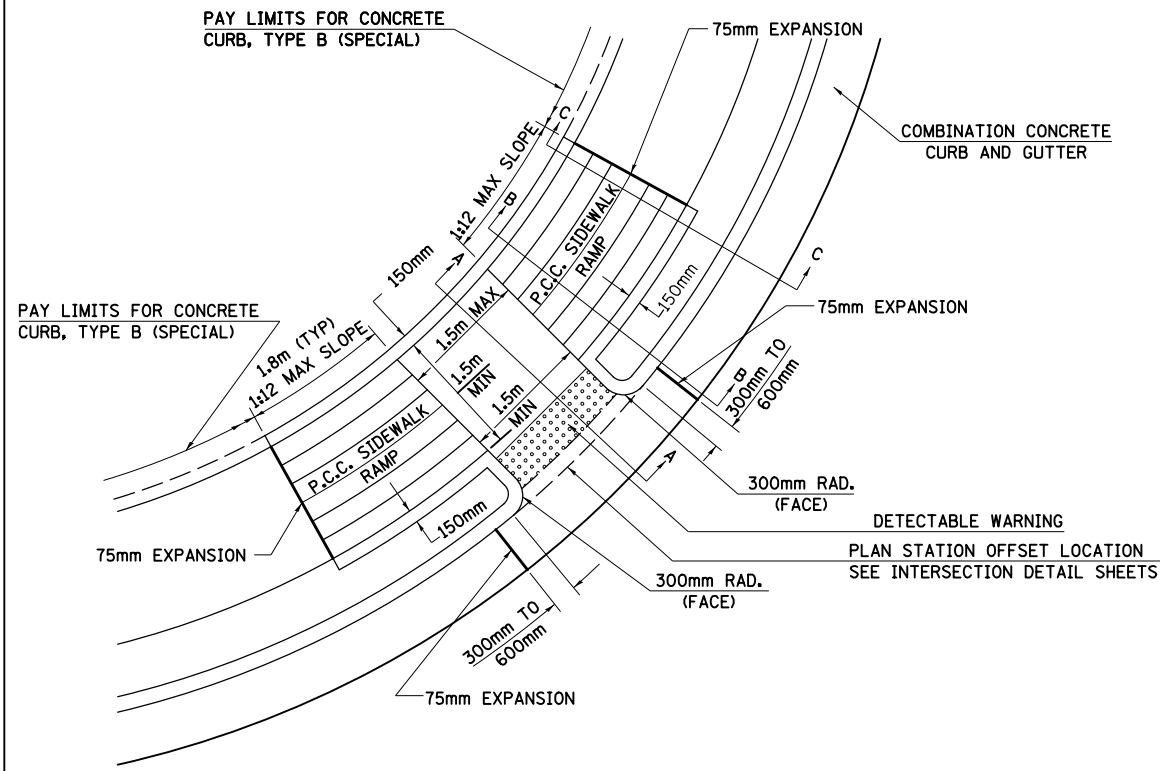 PAY LIMITS FOR CONCRETE
CURB, TYPE B (SPECIAL)
75mm EXPANSION
COMBINATION CONCRETE
CURB AND GUTTER
C
1:12 MAX SLOPE
B
A
150mm
P.C.C. SIDEWALK
RAMP
150mm
C
PAY LIMITS FOR CONCRETE
CURB, TYPE B (SPECIAL)
1.8m (TYP)
1:12 MAX SLOPE
1.5m MAX
1.5m
MIN
1.5m
MIN
75mm EXPANSION
B
300mm TO
600mm
P.C.C. SIDEWALK
RAMP
150mm
A
300mm RAD.
(FACE)
DETECTABLE WARNING
PLAN STATION OFFSET LOCATION
SEE INTERSECTION DETAIL SHEETS
75mm EXPANSION
300mm RAD.
(FACE)
300mm TO
600mm
75mm EXPANSION